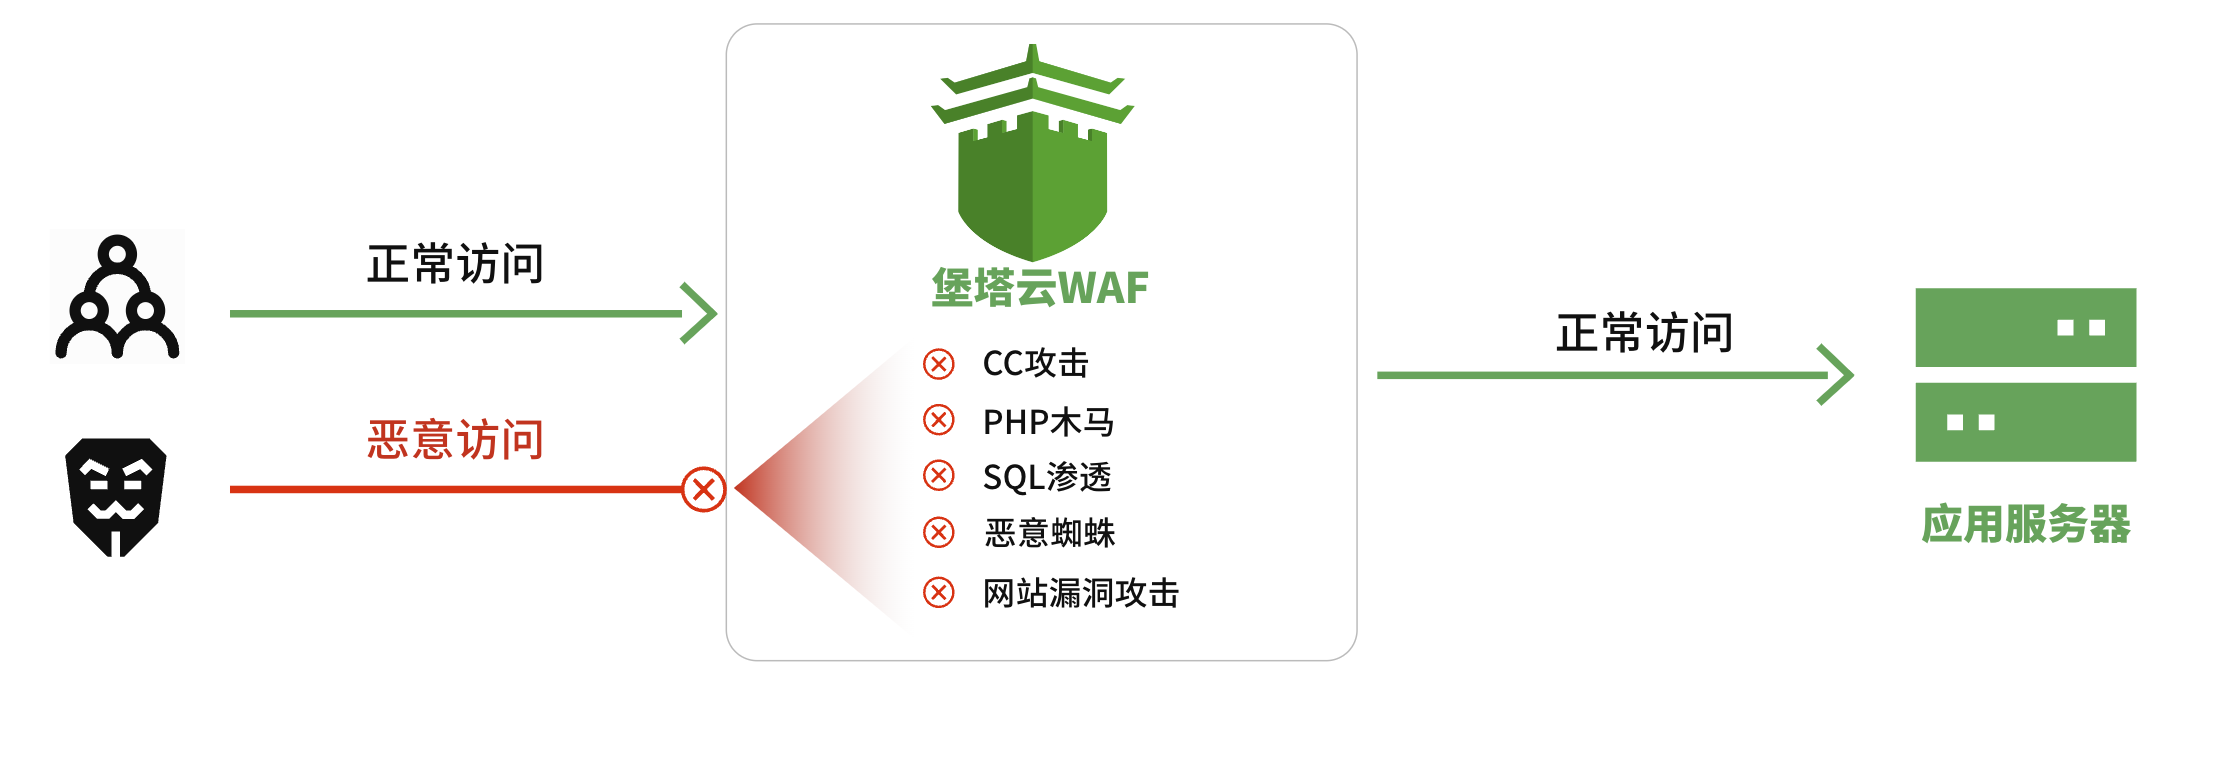 正常访问
恶意访问
堡塔云WAF
CC攻击
PHP木马
SQL渗透
恶意蜘蛛
网站漏洞攻击
正常访问
应用服务器